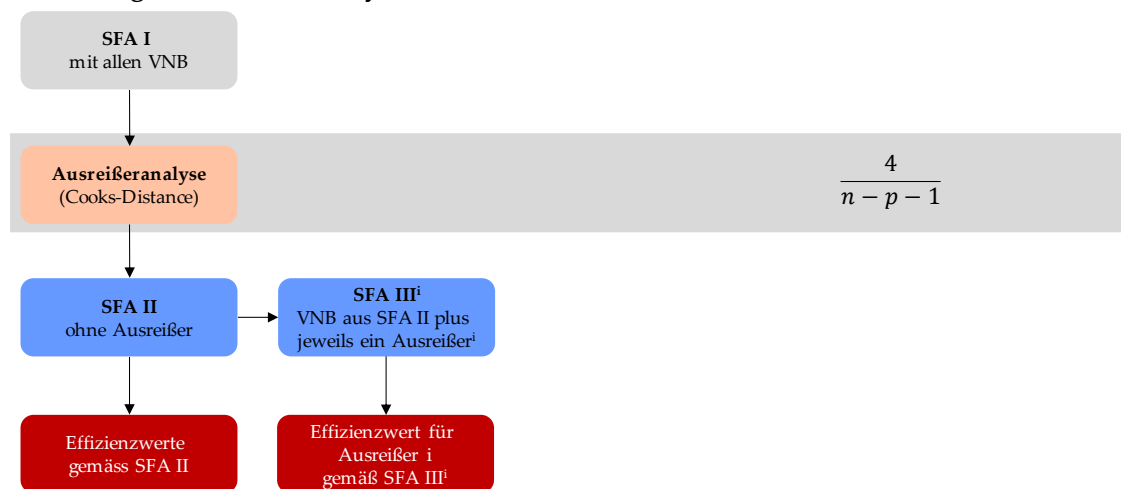 SFA I
mit allen VNB
Ausreißeranalyse
(Cooks-Distance)
4
n − p − 1
SFA II
ohne Ausreißer
SFA IIIⁱ
VNB aus SFA II plus
jeweils ein Ausreißerⁱ
Effizienzwerte
gemäss SFA II
Effizienzwert für
Ausreißer i
gemäß SFA IIIⁱ